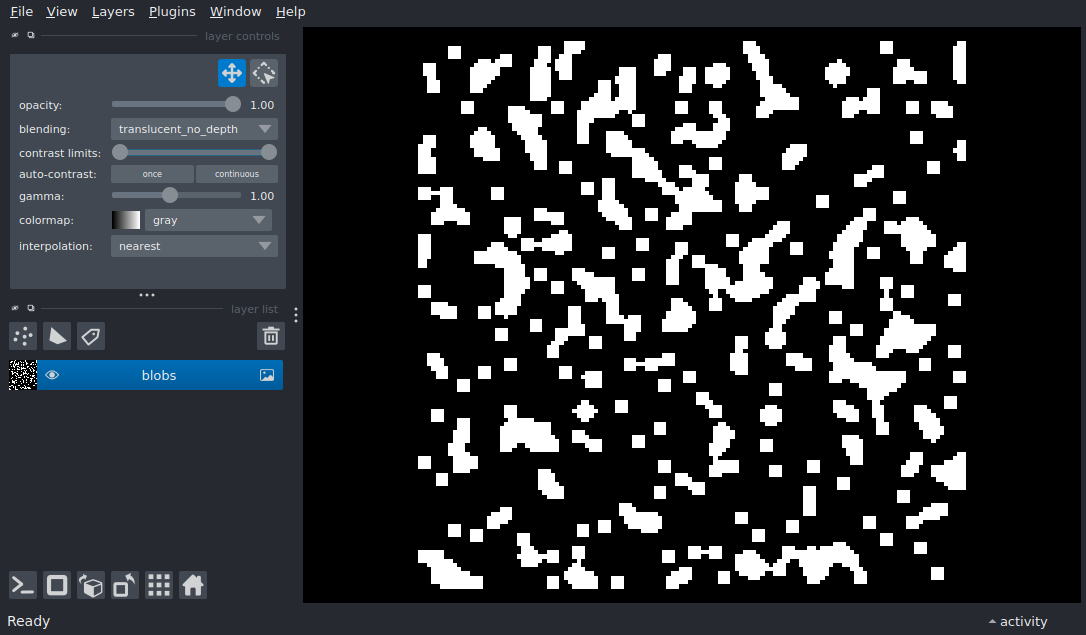 File View Layers Plugins Window Help
layer controls
opacity: 1.00
blending: translucent_no_depth
contrast limits:
auto-contrast: once continuous
gamma: 1.00
colormap: gray
interpolation: nearest
layer list
blobs
Ready activity